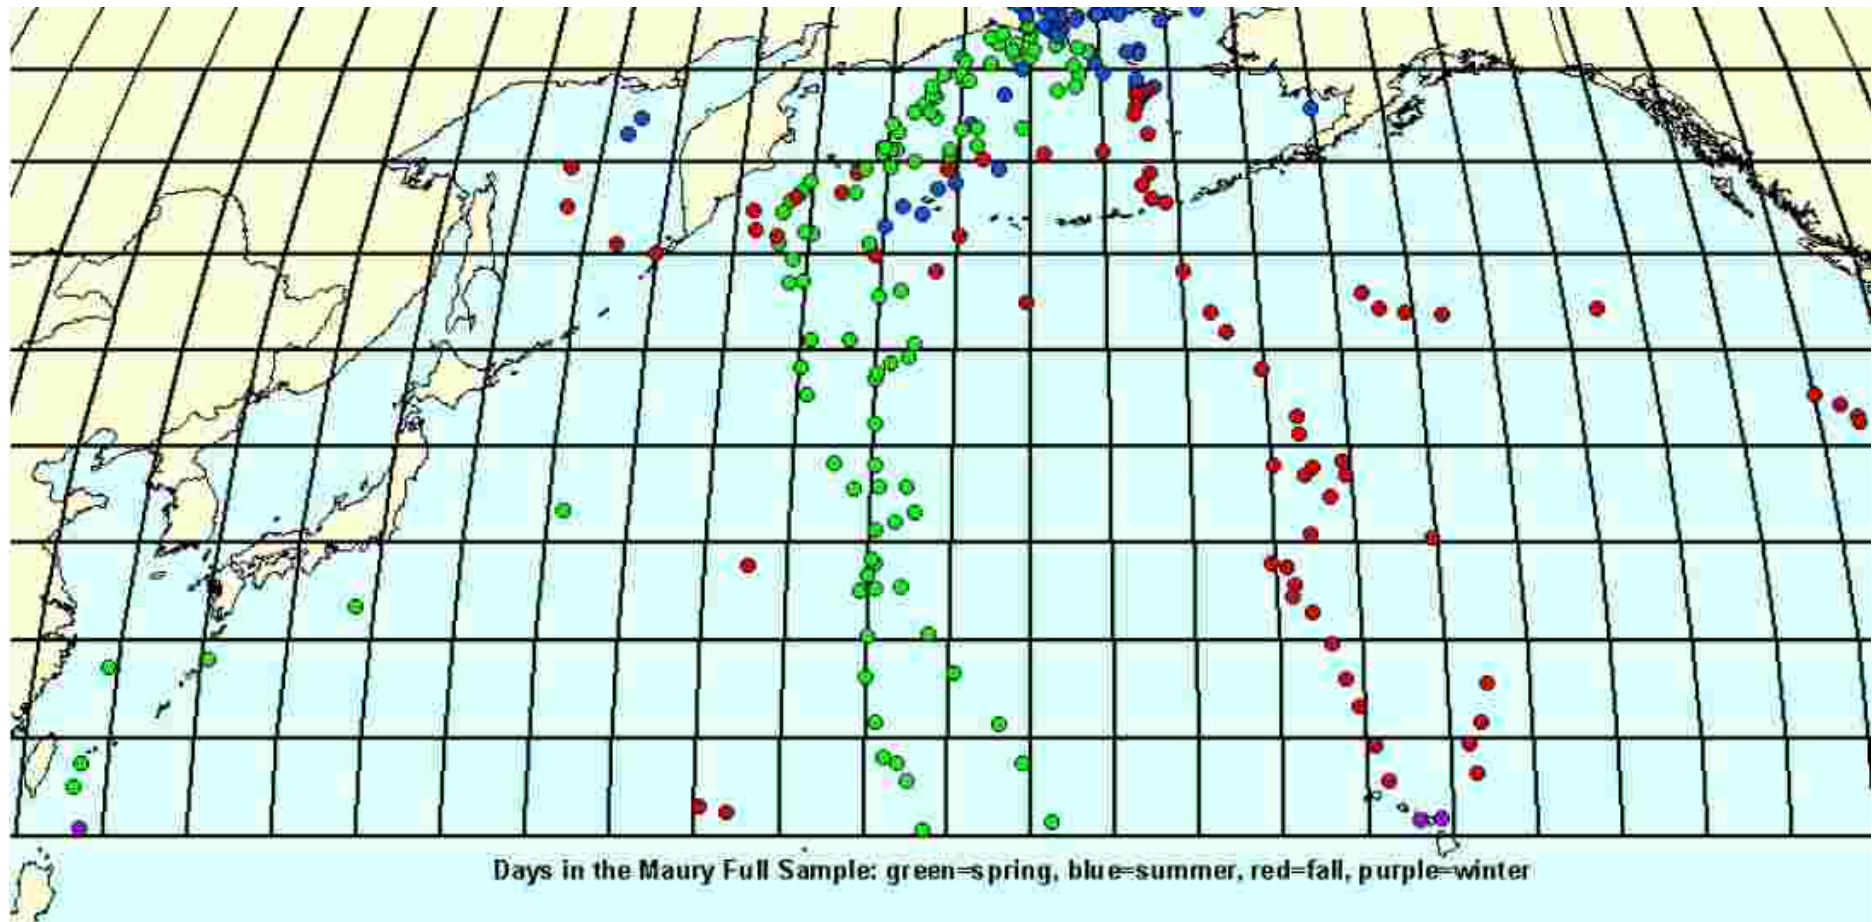 Days in the Maury Full Sample: green=spring, blue=summer, red=fall, purple=winter